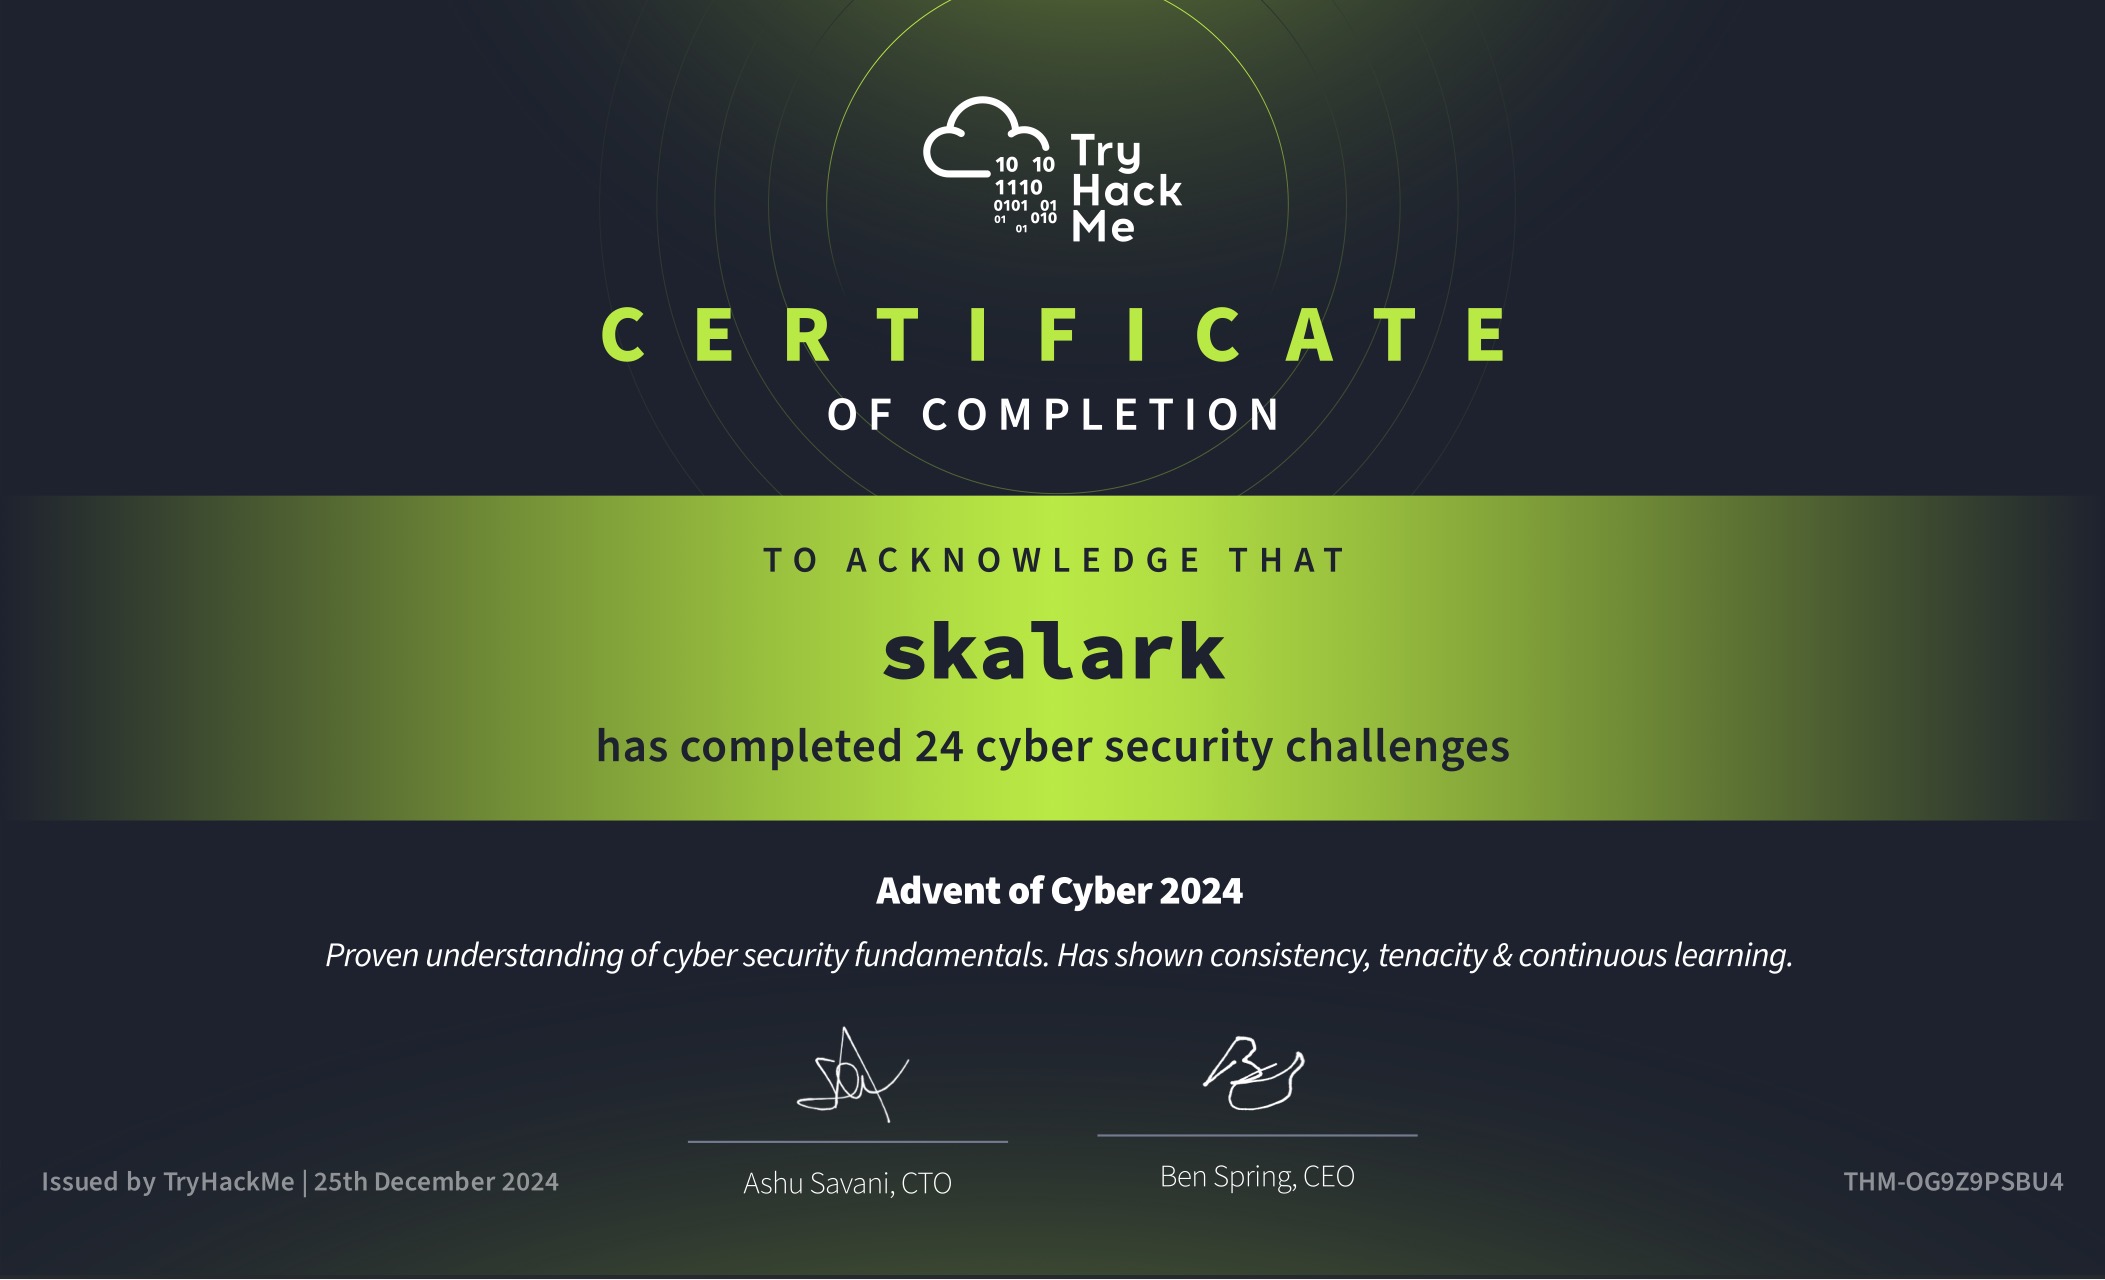 10 10
1110
0101 01
01 010
01
Try
Hack
Me
CERTIFICATE
OF COMPLETION
TO ACKNOWLEDGE THAT
skalark
has completed 24 cyber security challenges
Advent of Cyber 2024
Proven understanding of cyber security fundamentals. Has shown consistency, tenacity & continuous learning.
Ashu Savani, CTO
Ben Spring, CEO
Issued by TryHackMe | 25th December 2024
THM-OG9Z9PSBU4